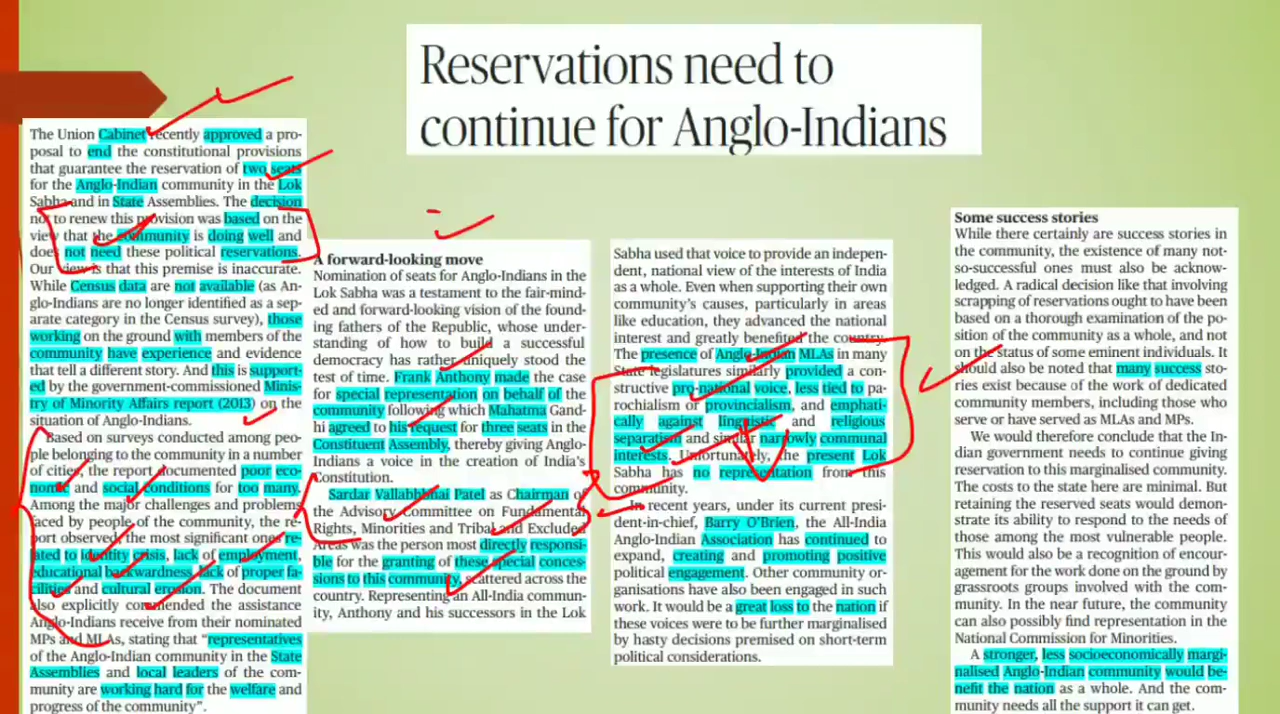 Reservations need to
continue for Anglo-Indians
The Union Cabinet recently approved a pro-
posal to end the constitutional provisions
that guarantee the reservation of two seats
for the Anglo-Indian community in the Lok
Sabha and in State Assemblies. The decision
not to renew this provision was based on the
view that the community is doing well and
does not need these political reservations.
Our view is that this premise is inaccurate.
While Census data are not available (as An-
glo-Indians are no longer identified as a sep-
arate category in the Census survey), those
working on the ground with members of the
community have experience and evidence
that tell a different story. And this is support-
ed by the government-commissioned Minis-
try of Minority Affairs report (2013) on the
situation of Anglo-Indians.
Based on surveys conducted among peo-
ple belonging to the community in a number
of cities, the report documented poor eco-
nomic and social conditions for too many.
Among the major challenges and problems
faced by people of the community, the re-
port observed, the most significant ones re-
lated to identity crisis, lack of employment,
educational backwardness, lack of proper fa-
cilities and cultural erosion. The document
also explicitly commended the assistance
Anglo-Indians receive from their nominated
MPs and MLAs, stating that “representatives
of the Anglo-Indian community in the State
Assemblies and local leaders of the com-
munity are working hard for the welfare and
progress of the community”.
A forward-looking move
Nomination of seats for Anglo-Indians in the
Lok Sabha was a testament to the fair-mind-
ed and forward-looking vision of the found-
ing fathers of the Republic, whose under-
standing of how to build a successful
democracy has rather uniquely stood the
test of time. Frank Anthony made the case
for special representation on behalf of the
community following which Mahatma Gand-
hi agreed to his request for three seats in the
Constituent Assembly, thereby giving Anglo-
Indians a voice in the creation of India’s
Constitution.
Sardar Vallabhbhai Patel as Chairman of
the Advisory Committee on Fundamental
Rights, Minorities and Tribal and Excluded
Areas was the person most directly responsi-
ble for the granting of these special conces-
sions to this community, scattered across the
country. Representing an All-India commun-
ity, Anthony and his successors in the Lok
Sabha used that voice to provide an indepen-
dent, national view of the interests of India
as a whole. Even when supporting their own
community’s causes, particularly in areas
like education, they advanced the national
interest and greatly benefited the country.
The presence of Anglo-Indian MLAs in many
State legislatures similarly provided a con-
structive pro-national voice, less tied to pa-
rochialism or provincialism, and emphati-
cally against linguistic and religious
separatism and similar narrowly communal
interests. Unfortunately, the present Lok
Sabha has no representation from this
community.
In recent years, under its current presi-
dent-in-chief, Barry O’Brien, the All-India
Anglo-Indian Association has continued to
expand, creating and promoting positive
political engagement. Other community or-
ganisations have also been engaged in such
work. It would be a great loss to the nation if
these voices were to be further marginalised
by hasty decisions premised on short-term
political considerations.
Some success stories
While there certainly are success stories in
the community, the existence of many not-
so-successful ones must also be acknow-
ledged. A radical decision like that involving
scrapping of reservations ought to have been
based on a thorough examination of the po-
sition of the community as a whole, and not
on the status of some eminent individuals. It
should also be noted that many success sto-
ries exist because of the work of dedicated
community members, including those who
serve or have served as MLAs and MPs.
We would therefore conclude that the In-
dian government needs to continue giving
reservation to this marginalised community.
The costs to the state here are minimal. But
retaining the reserved seats would demon-
strate its ability to respond to the needs of
those among the most vulnerable people.
This would also be a recognition of encour-
agement for the work done on the ground by
grassroots groups involved with the com-
munity. In the near future, the community
can also possibly find representation in the
National Commission for Minorities.
A stronger, less socioeconomically margi-
nalised Anglo-Indian community would be-
nefit the nation as a whole. And the com-
munity needs all the support it can get.